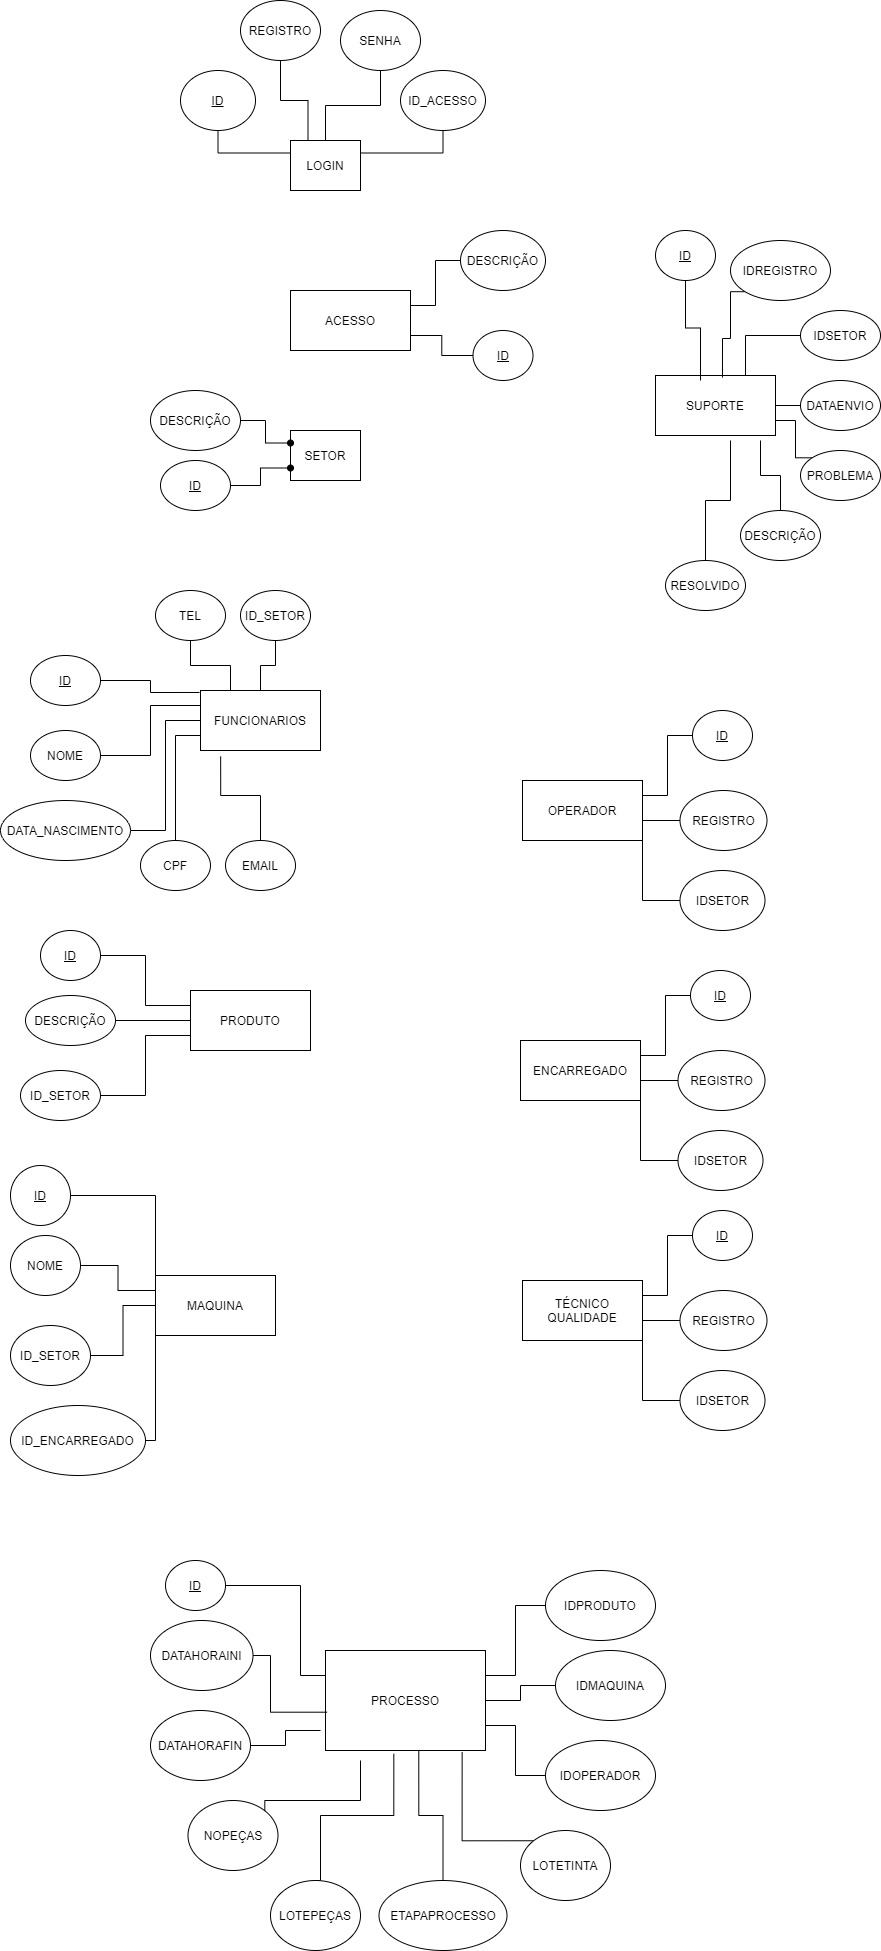 REGISTRO
SENHA
ID
ID_ACESSO
LOGIN
DESCRIÇÃO
ACESSO
ID
ID
IDREGISTRO
IDSETOR
SUPORTE
DATAENVIO
PROBLEMA
DESCRIÇÃO
RESOLVIDO
DESCRIÇÃO
SETOR
ID
TEL
ID_SETOR
ID
FUNCIONARIOS
NOME
DATA_NASCIMENTO
CPF
EMAIL
ID
OPERADOR
REGISTRO
IDSETOR
ID
DESCRIÇÃO
PRODUTO
ID_SETOR
ID
ENCARREGADO
REGISTRO
IDSETOR
ID
NOME
MAQUINA
ID_SETOR
ID_ENCARREGADO
ID
TÉCNICO
QUALIDADE
REGISTRO
IDSETOR
ID
IDPRODUTO
DATAHORAINI
IDMAQUINA
PROCESSO
DATAHORAFIN
IDOPERADOR
NOPEÇAS
LOTETINTA
LOTEPEÇAS
ETAPAPROCESSO